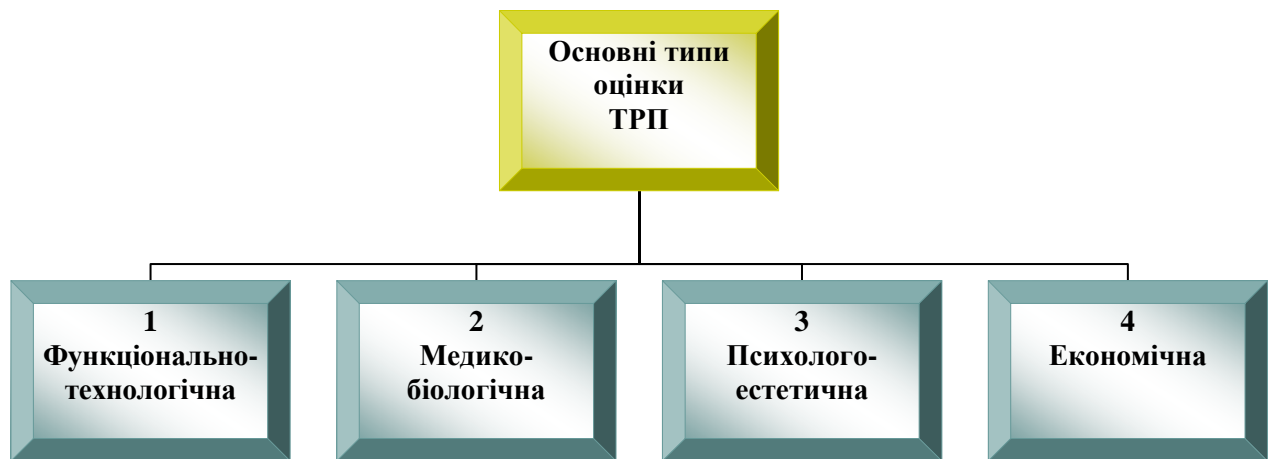 Основні типи
оцінки
ТРП
1
Функціонально-
технологічна
2
Медико-
біологічна
3
Психолого-
естетична
4
Економічна